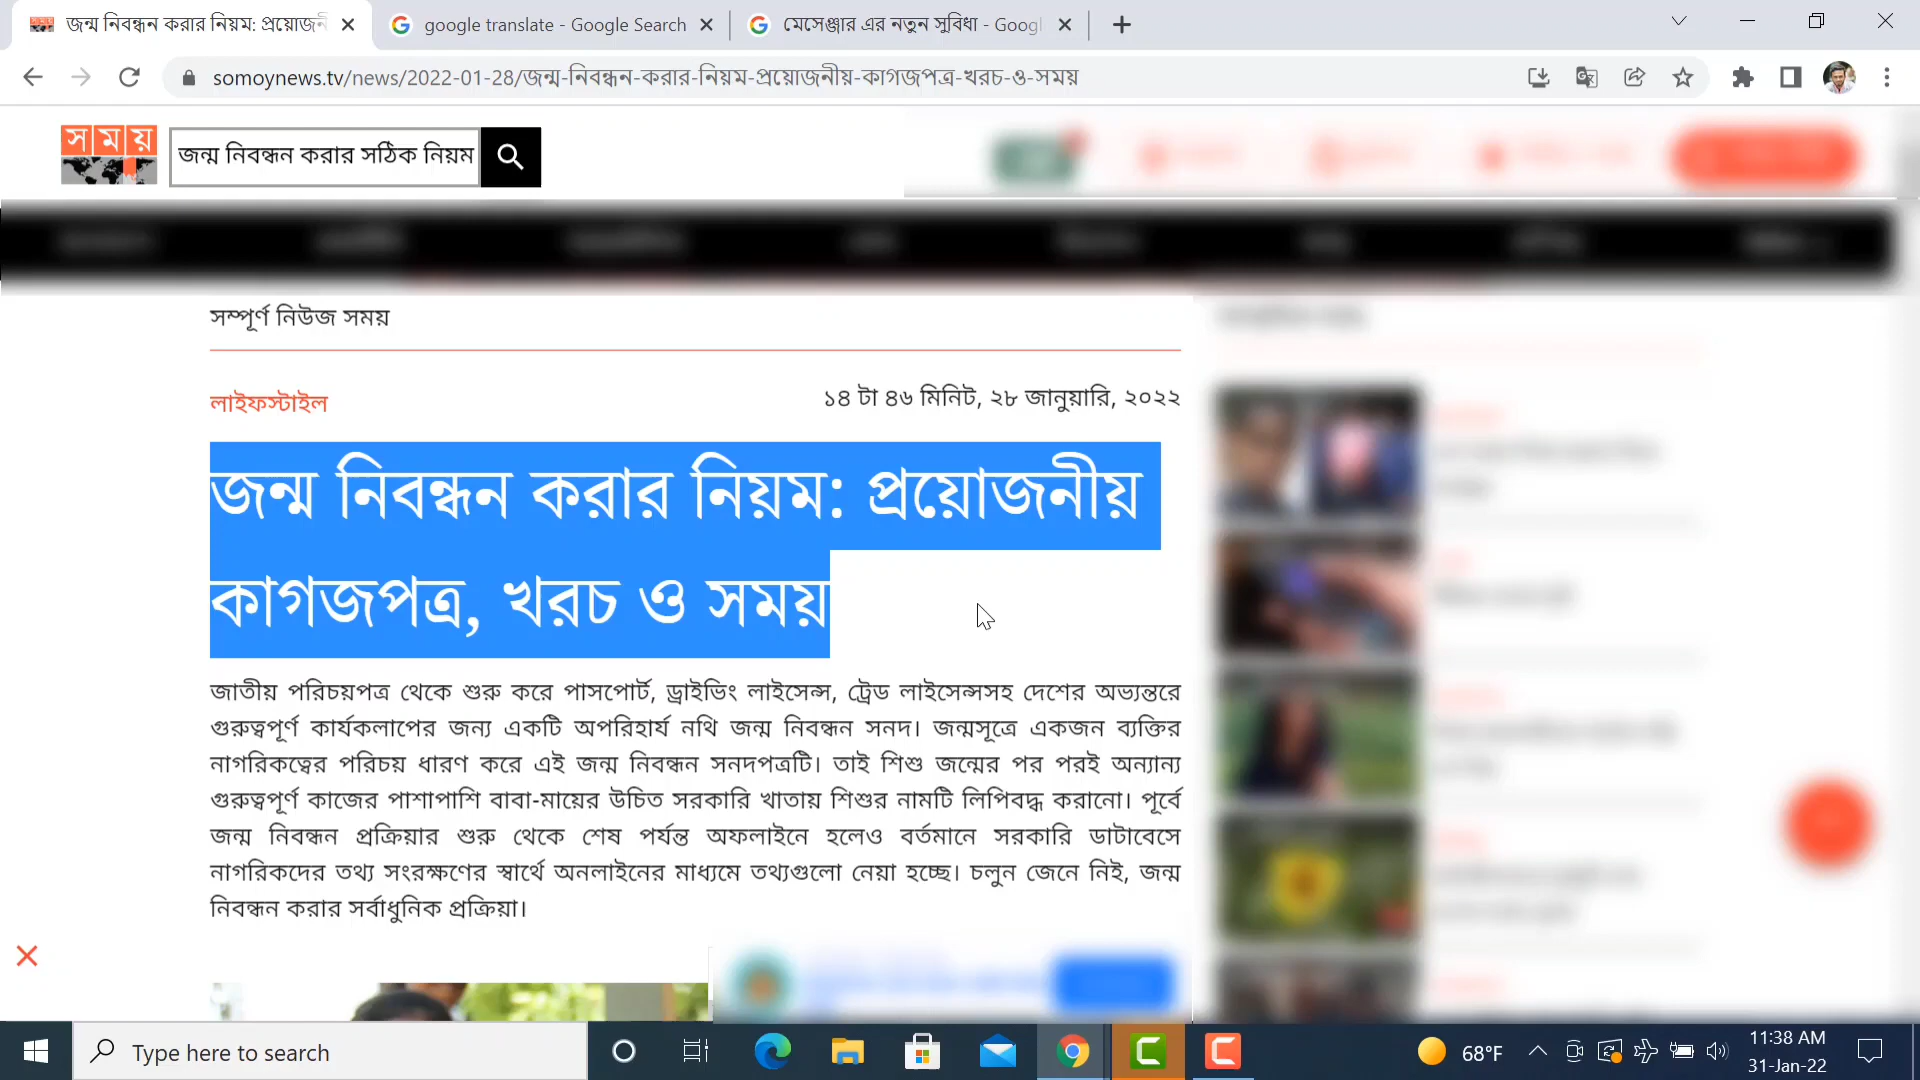 জন্ম নিবন্ধন করার নিয়ম: প্রয়োজন
google translate - Google Search
মেসেঞ্জার এর নতুন সুবিধা - Googl
somoynews.tv/news/2022-01-28/জন্ম-নিবন্ধন-করার-নিয়ম-প্রয়োজনীয়-কাগজপত্র-খরচ-ও-সময়
সময়
জন্ম নিবন্ধন করার সঠিক নিয়ম
সম্পূর্ণ নিউজ সময়
লাইফস্টাইল
১৪ টা ৪৬ মিনিট, ২৮ জানুয়ারি, ২০২২
জন্ম নিবন্ধন করার নিয়ম: প্রয়োজনীয়
কাগজপত্র, খরচ ও সময়
জাতীয় পরিচয়পত্র থেকে শুরু করে পাসপোর্ট, ড্রাইভিং লাইসেন্স, ট্রেড লাইসেন্সসহ দেশের অভ্যন্তরে
গুরুত্বপূর্ণ কার্যকলাপের জন্য একটি অপরিহার্য নথি জন্ম নিবন্ধন সনদ। জন্মসূত্রে একজন ব্যক্তির
নাগরিকত্বের পরিচয় ধারণ করে এই জন্ম নিবন্ধন সনদপত্রটি। তাই শিশু জন্মের পর পরই অন্যান্য
গুরুত্বপূর্ণ কাজের পাশাপাশি বাবা-মায়ের উচিত সরকারি খাতায় শিশুর নামটি লিপিবদ্ধ করানো। পূর্বে
জন্ম নিবন্ধন প্রক্রিয়ার শুরু থেকে শেষ পর্যন্ত অফলাইনে হলেও বর্তমানে সরকারি ডাটাবেসে
নাগরিকদের তথ্য সংরক্ষণের স্বার্থে অনলাইনের মাধ্যমে তথ্যগুলো নেয়া হচ্ছে। চলুন জেনে নিই, জন্ম
নিবন্ধন করার সর্বাধুনিক প্রক্রিয়া।
Type here to search
68°F
11:38 AM
31-Jan-22